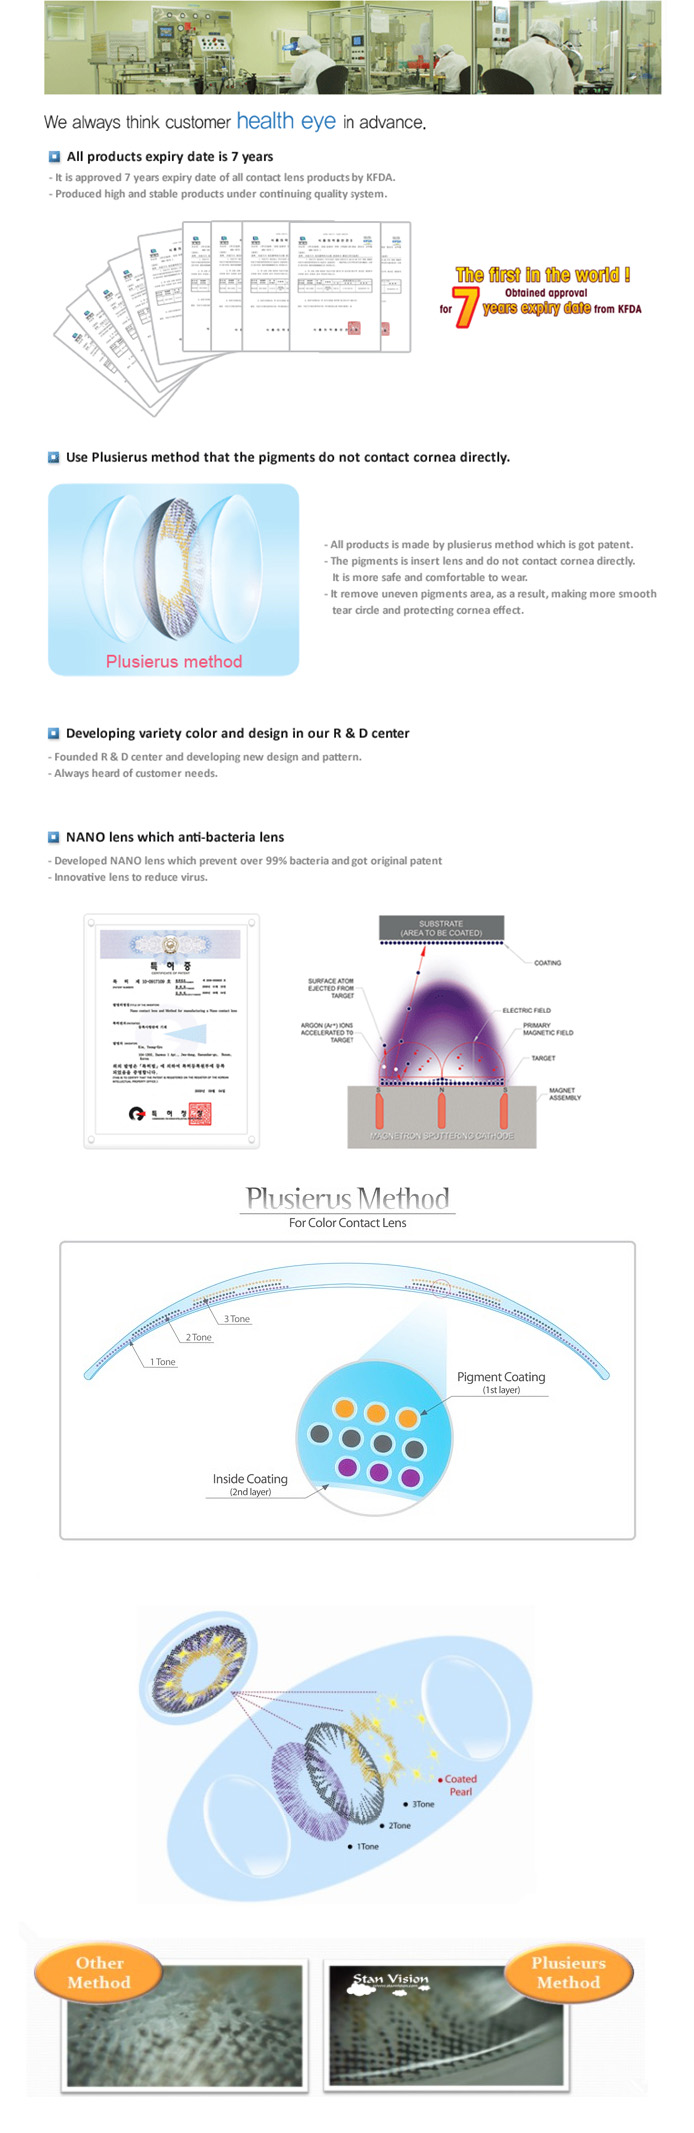 We always think customer health eye in advance.
All products expiry date is 7 years
- It is approved 7 years expiry date of all contact lens products by KFDA.
- Produced high and stable products under continuing quality system.
The first in the world !
Obtained approval
for 7 years expiry date from KFDA
Use Plusierus method that the pigments do not contact cornea directly.
- All products is made by plusierus method which is got patent.
- The pigments is insert lens and do not contact cornea directly.
It is more safe and comfortable to wear.
- It remove uneven pigments area, as a result, making more smooth
tear circle and protecting cornea effect.
Plusierus method
Developing variety color and design in our R & D center
- Founded R & D center and developing new design and pattern.
- Always heard of customer needs.
NANO lens which anti-bacteria lens
- Developed NANO lens which prevent over 99% bacteria and got original patent
- Innovative lens to reduce virus.
특 허 증
CERTIFICATE OF PATENT
특 허 청
SUBSTRATE
(AREA TO BE COATED)
COATING
SURFACE ATOM
EJECTED FROM
TARGET
ELECTRIC FIELD
ARGON (Ar+) IONS
ACCELERATED TO
TARGET
PRIMARY
MAGNETIC FIELD
TARGET
S N S
MAGNET
ASSEMBLY
MAGNETRON SPUTTERING CATHODE
Plusierus Method
For Color Contact Lens
3 Tone
2 Tone
1 Tone
Pigment Coating
(1st layer)
Inside Coating
(2nd layer)
Coated
Pearl
3Tone
2Tone
1Tone
Other
Method
Stan Vision
Plusieurs
Method